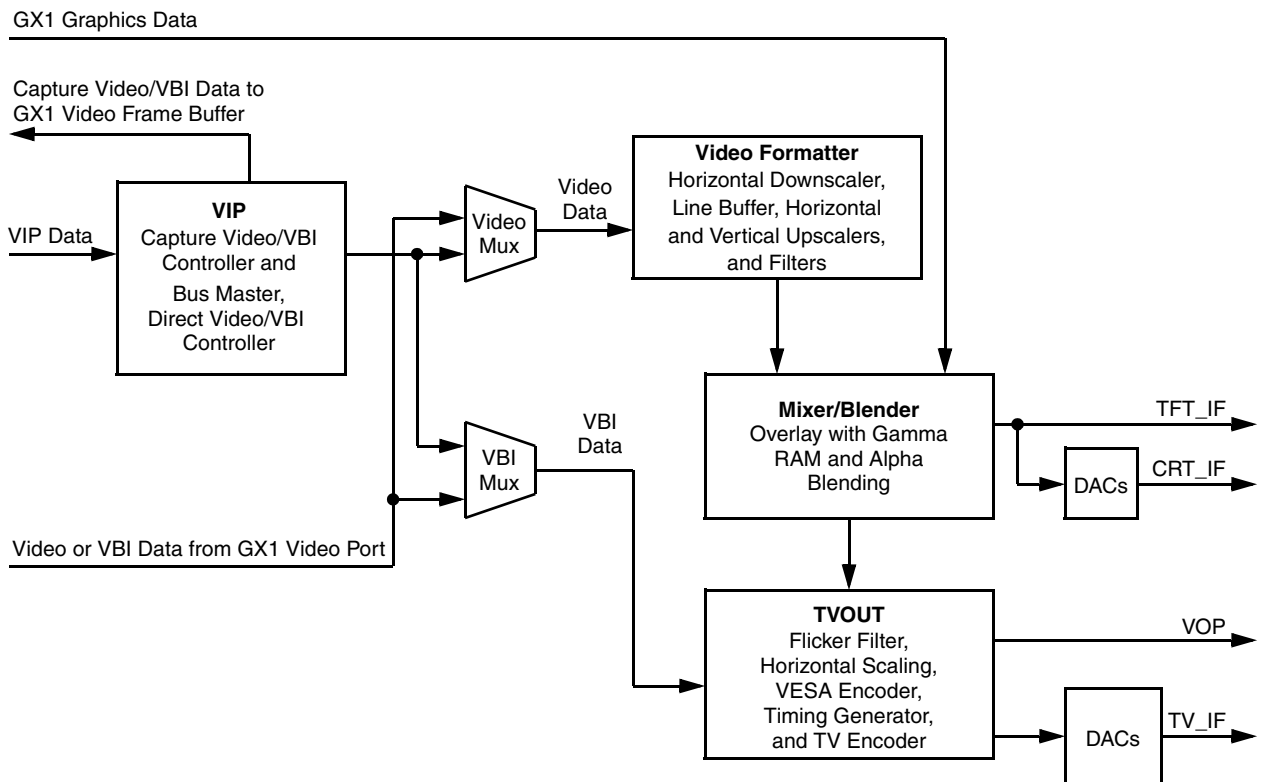 GX1 Graphics Data
Capture Video/VBI Data to
GX1 Video Frame Buffer
VIP Data
VIP
Capture Video/VBI
Controller and
Bus Master,
Direct Video/VBI
Controller
Video
Mux
Video
Data
Video Formatter
Horizontal Downscaler,
Line Buffer, Horizontal
and Vertical Upscalers,
and Filters
VBI
Mux
VBI
Data
Mixer/Blender
Overlay with Gamma
RAM and Alpha
Blending
TFT_IF
DACs
CRT_IF
Video or VBI Data from GX1 Video Port
TVOUT
Flicker Filter,
Horizontal Scaling,
VESA Encoder,
Timing Generator,
and TV Encoder
VOP
DACs
TV_IF